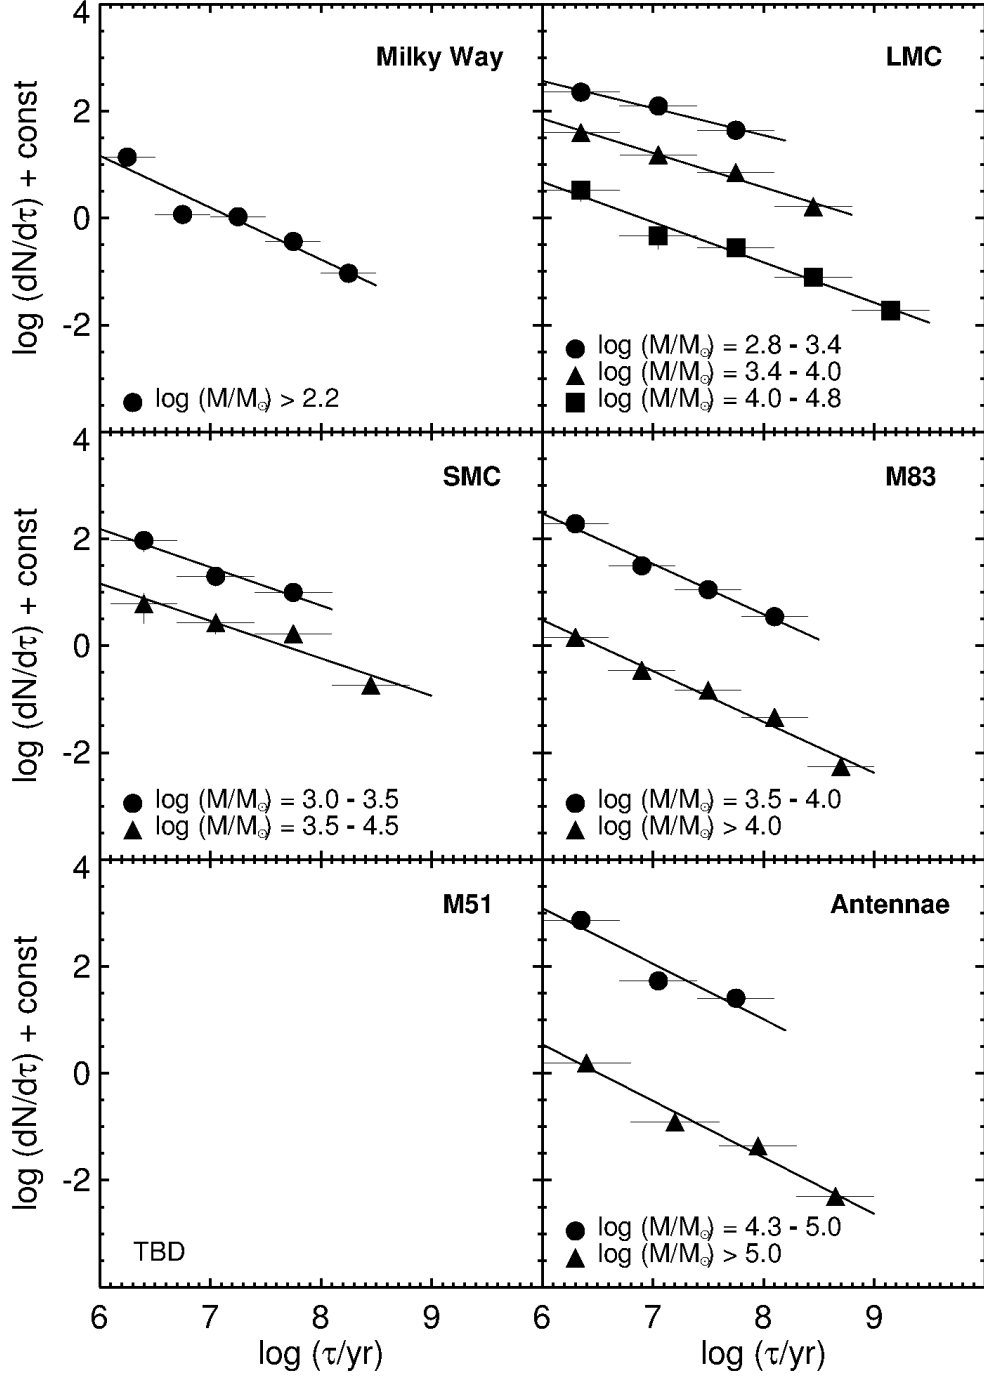 4
2
0
-2
log (dN/dτ) + const
Milky Way
log (M/M☉) > 2.2
LMC
log (M/M☉) = 2.8 - 3.4
log (M/M☉) = 3.4 - 4.0
log (M/M☉) = 4.0 - 4.8
4
2
0
-2
log (dN/dτ) + const
SMC
log (M/M☉) = 3.0 - 3.5
log (M/M☉) = 3.5 - 4.5
M83
log (M/M☉) = 3.5 - 4.0
log (M/M☉) > 4.0
4
2
0
-2
log (dN/dτ) + const
M51
TBD
Antennae
log (M/M☉) = 4.3 - 5.0
log (M/M☉) > 5.0
6 7 8 9 6 7 8 9
log (τ/yr) log (τ/yr)